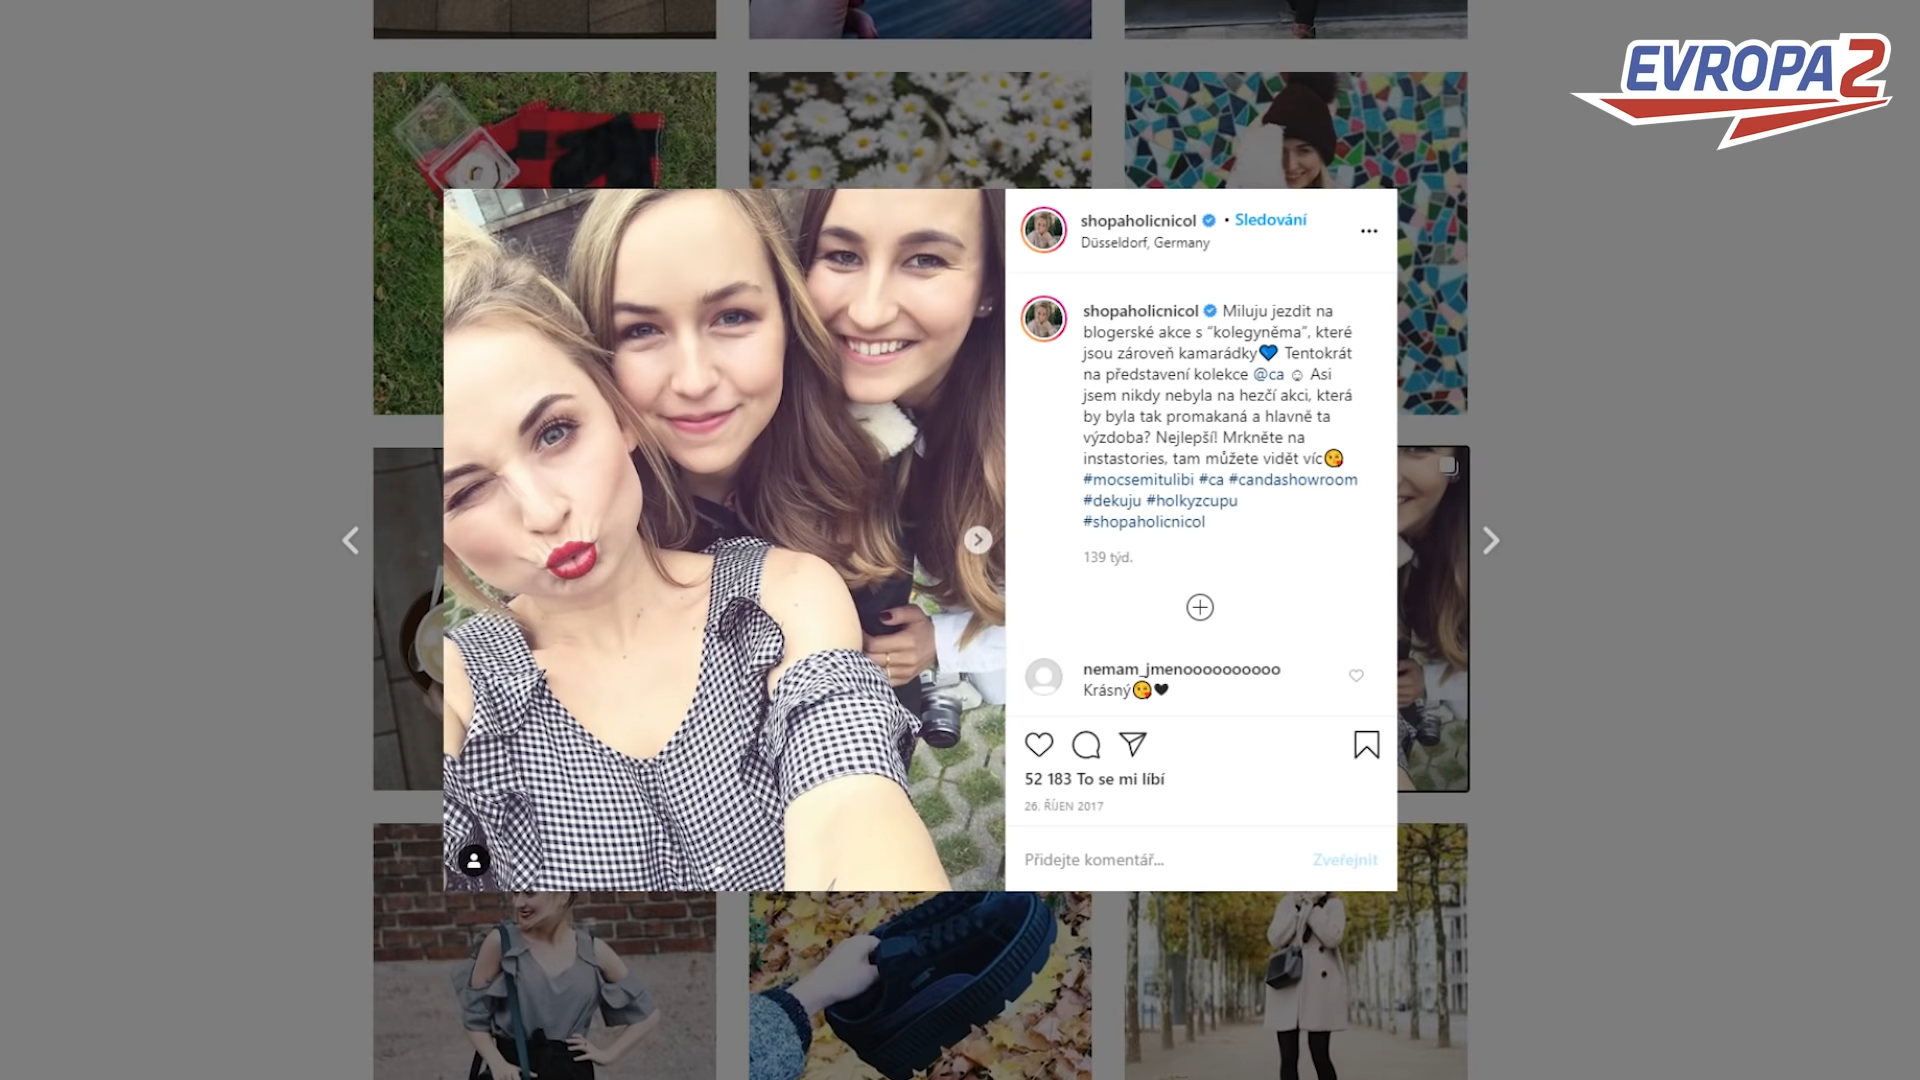 EVROPA 2
shopaholicnicol • Sledování
Düsseldorf, Germany
shopaholicnicol Miluju jezdit na
blogerské akce s “kolegyněma”, které
jsou zároveň kamarádky💙 Tentokrát
na představení kolekce @ca ☺ Asi
jsem nikdy nebyla na hezčí akci, která
by byla tak promakaná a hlavně ta
výzdoba? Nejlepší! Mrkněte na
instastories, tam můžete vidět víc😘
#mocsemitulibi #ca #candashowroom
#dekuju #holkyzcupu
#shopaholicnicol
139 týd.
nemam_jmenoooooooooo
Krásný😘🖤
52 183 To se mi líbí
26. ŘÍJEN 2017
Přidejte komentář...
Zveřejnit